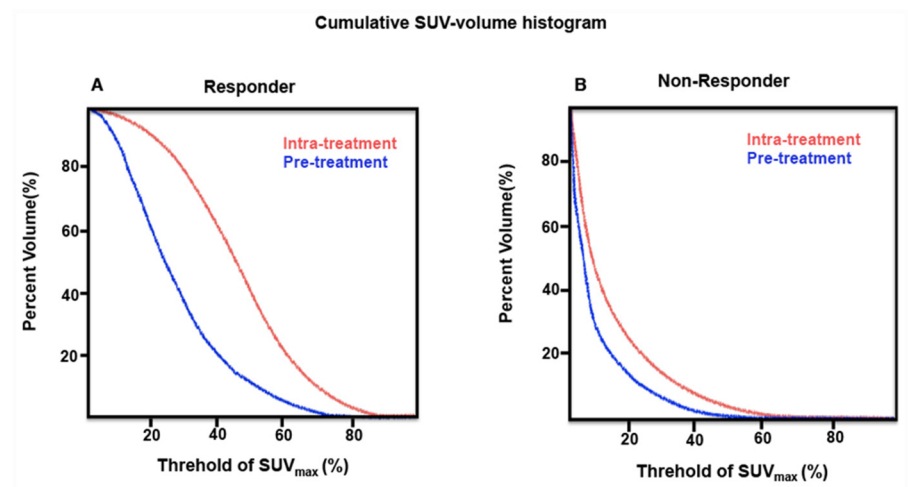 Cumulative SUV-volume histogram
A
Responder
Intra-treatment
Pre-treatment
Percent Volume(%)
80
60
40
20
20 40 60 80
Threhold of SUVmax (%)
B
Non-Responder
Intra-treatment
Pre-treatment
Percent Volume(%)
80
60
40
20
20 40 60 80
Threhold of SUVmax (%)